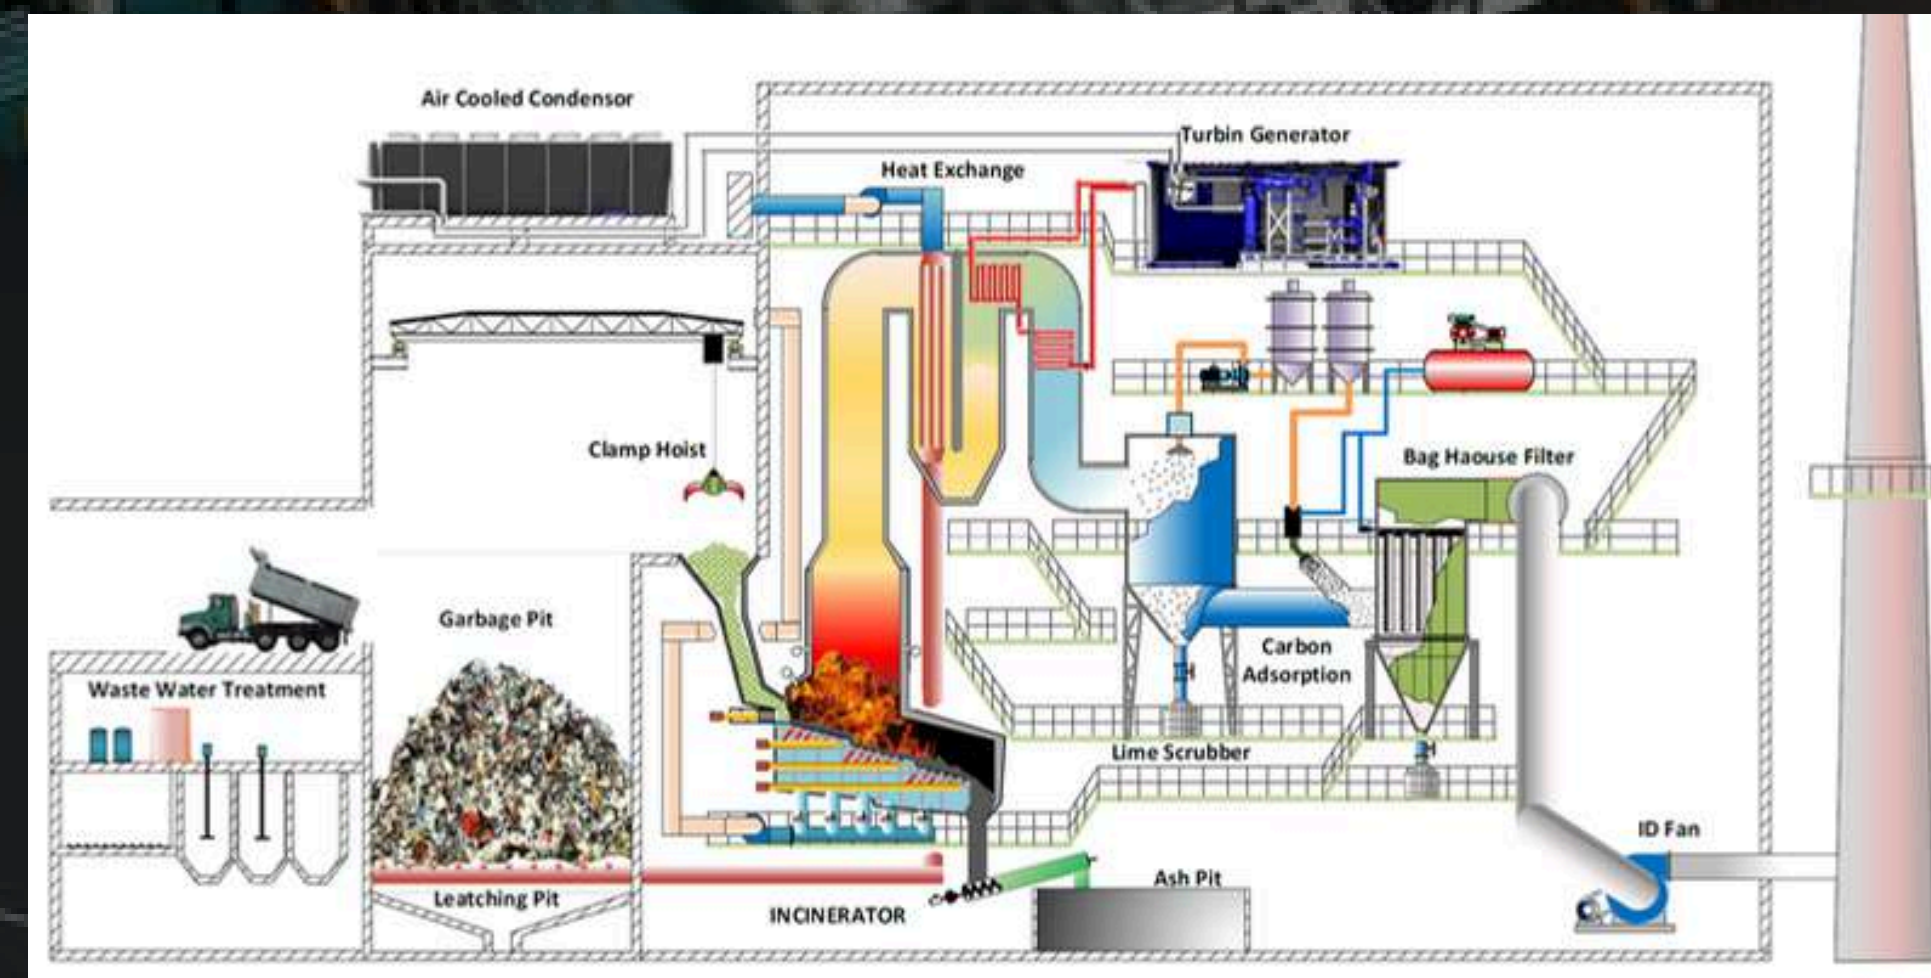 Air Cooled Condensor
Turbin Generator
Heat Exchange
Clamp Hoist
Bag Haouse Filter
Garbage Pit
Waste Water Treatment
Carbon
Adsorption
Lime Scrubber
ID Fan
Ash Pit
Leatching Pit
INCINERATOR